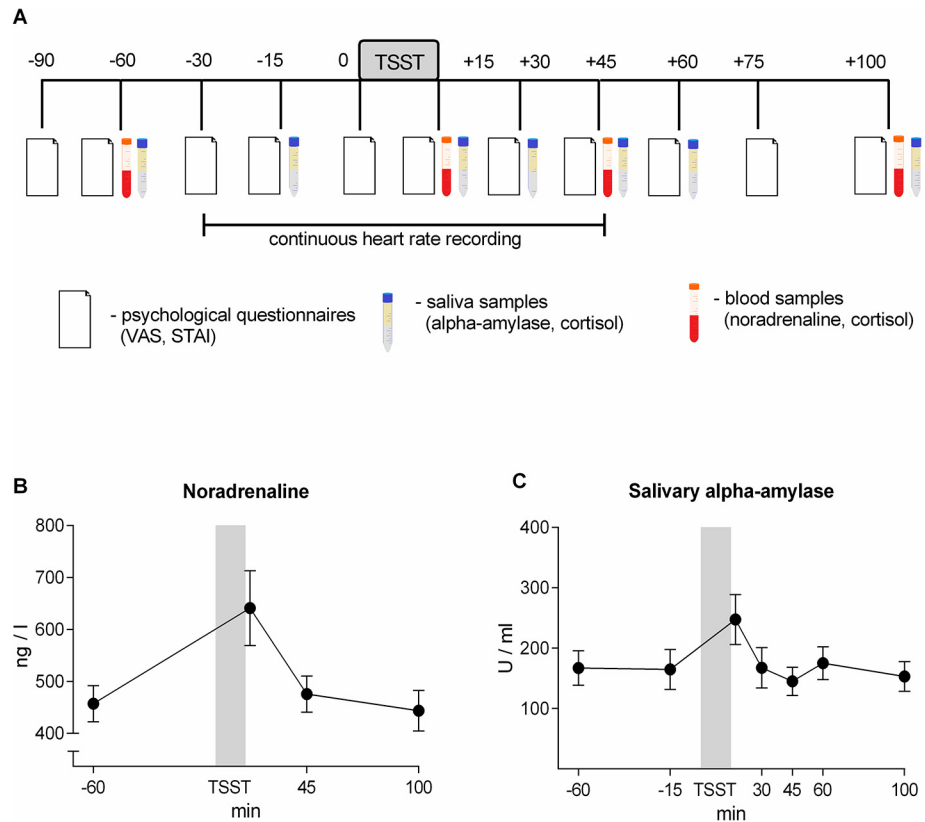 A
-90 -60 -30 -15 0 TSST +15 +30 +45 +60 +75 +100
continuous heart rate recording
- psychological questionnaires
(VAS, STAI)
- saliva samples
(alpha-amylase, cortisol)
- blood samples
(noradrenaline, cortisol)
B
Noradrenaline
800
700
600
500
400
ng / l
-60 TSST 45 100
min
C
Salivary alpha-amylase
400
300
200
100
U / ml
-60 -15 TSST 30 45 60 100
min